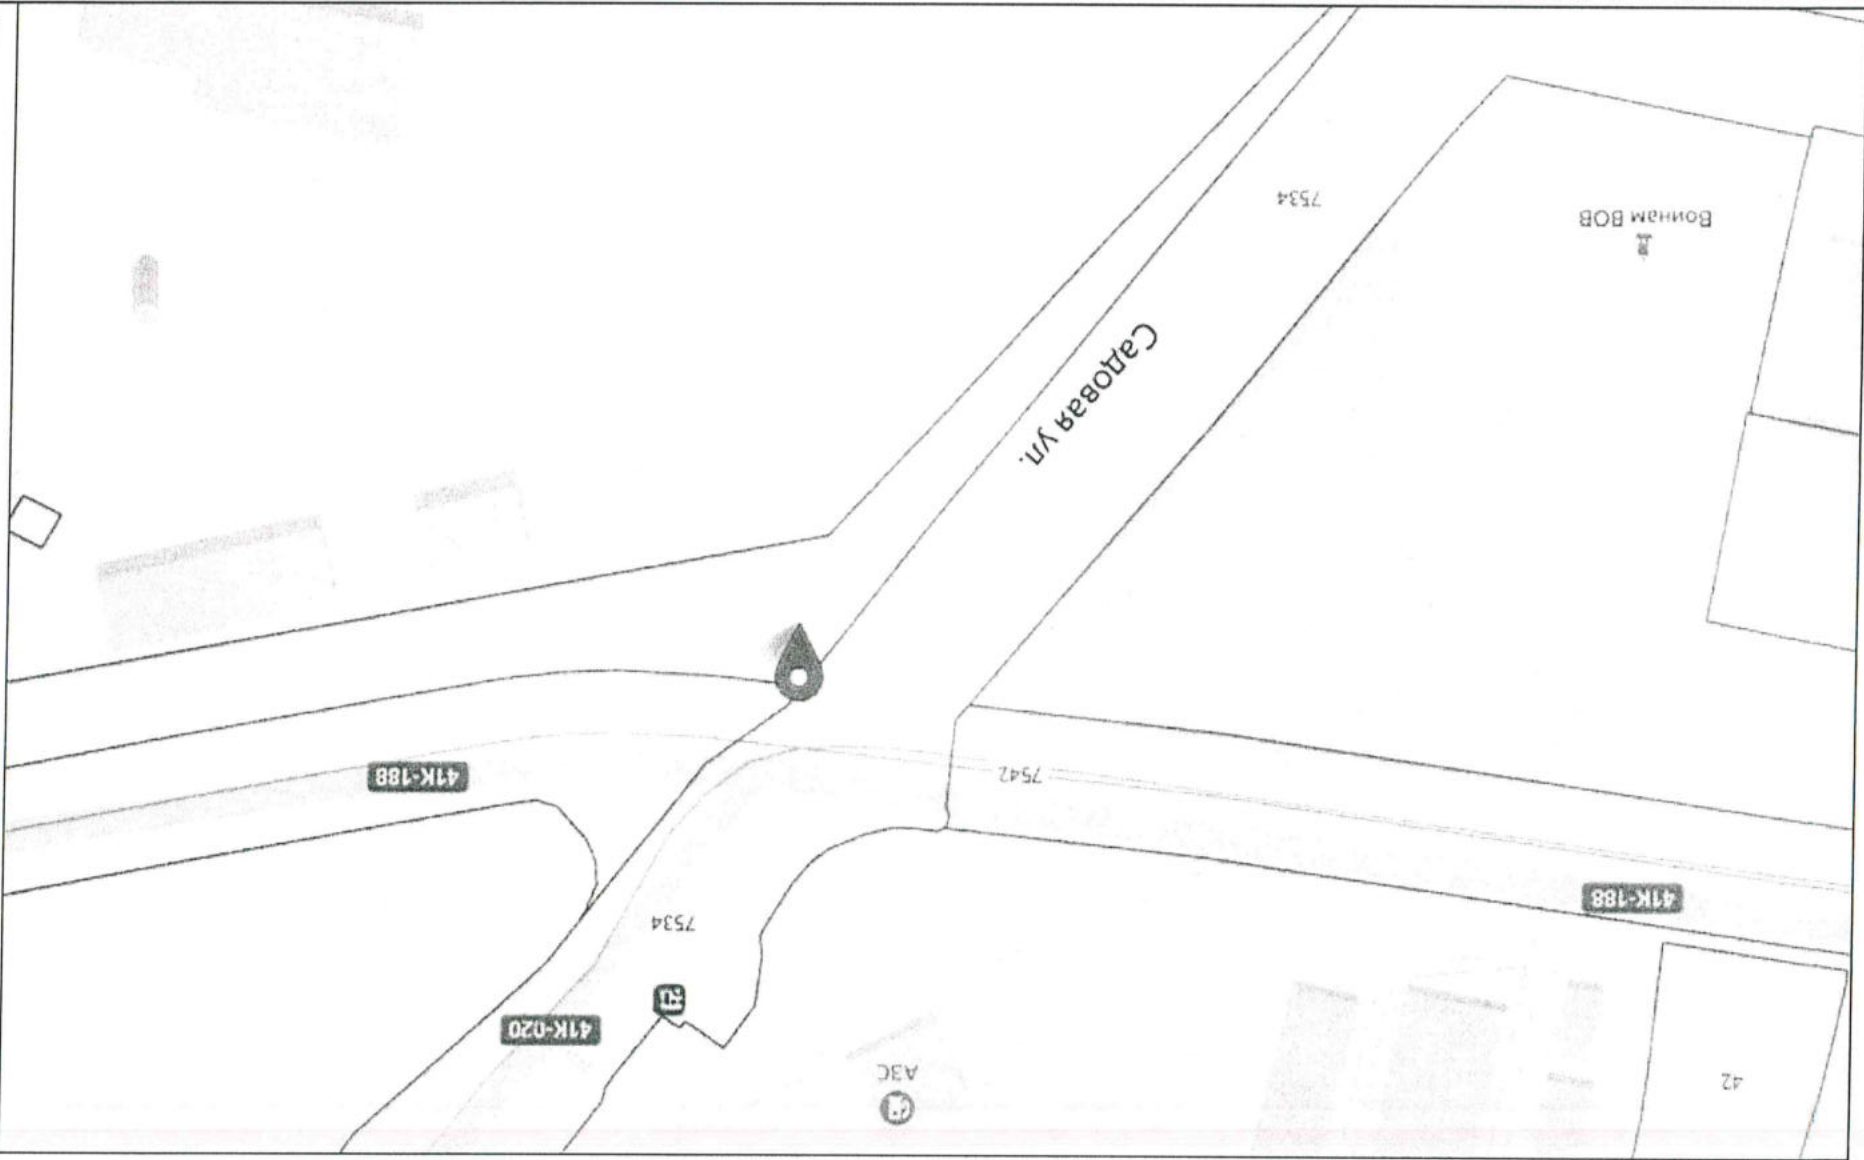 42
АЗС
41К-020
7534
41К-188
41К-188
7542
Садовая ул.
Воинам ВОВ
7534